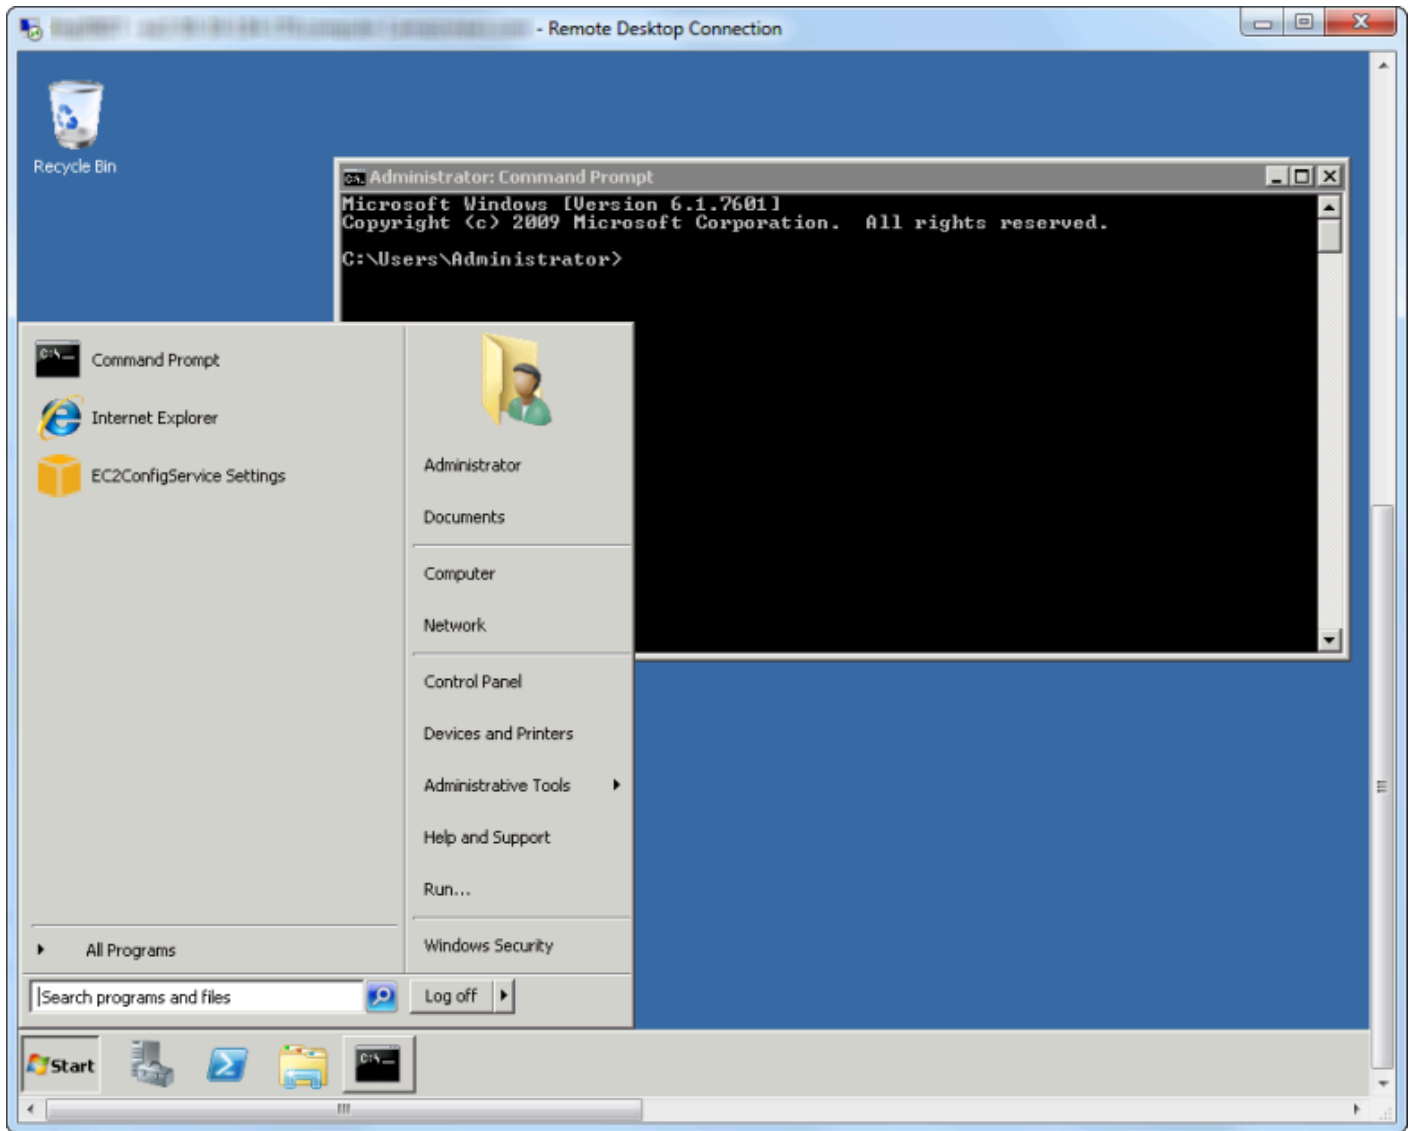 - Remote Desktop Connection
Recycle Bin
Administrator: Command Prompt
Microsoft Windows [Version 6.1.7601]
Copyright (c) 2009 Microsoft Corporation.  All rights reserved.
C:\Users\Administrator>
Command Prompt
Internet Explorer
EC2ConfigService Settings
All Programs
Search programs and files
Administrator
Documents
Computer
Network
Control Panel
Devices and Printers
Administrative Tools
Help and Support
Run...
Windows Security
Log off
Start